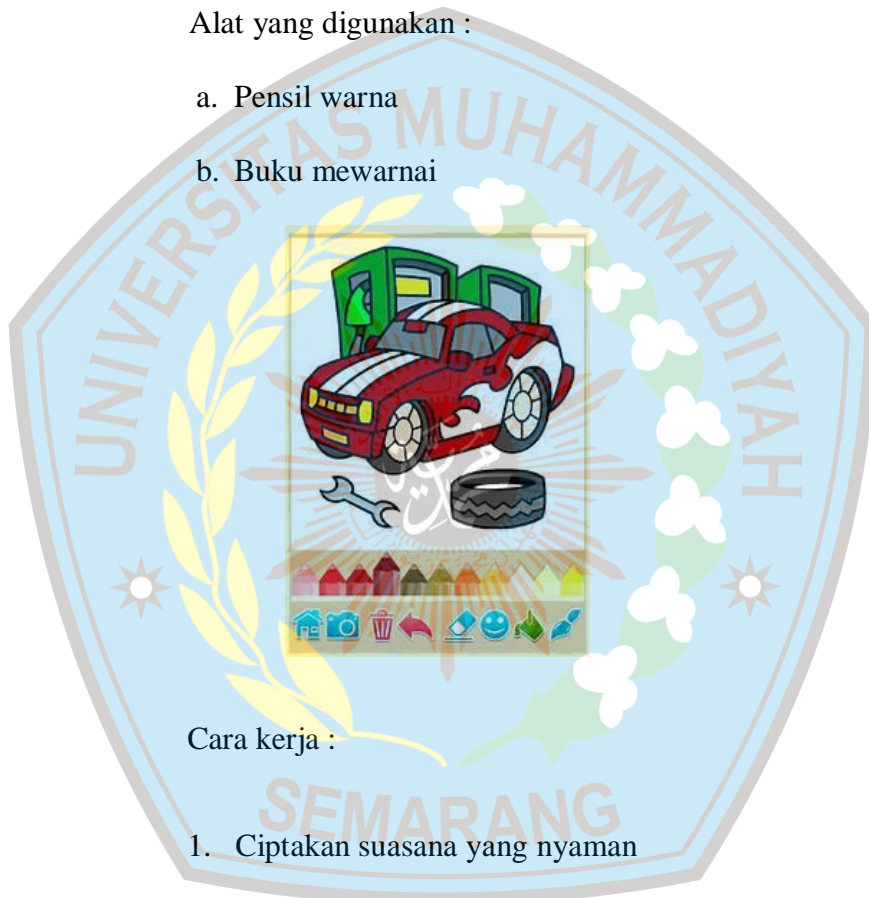 Alat yang digunakan :
a. Pensil warna
b. Buku mewarnai
UNIVERSITAS MUHAMMADIYAH
Cara kerja :
SEMARANG
1. Ciptakan suasana yang nyaman